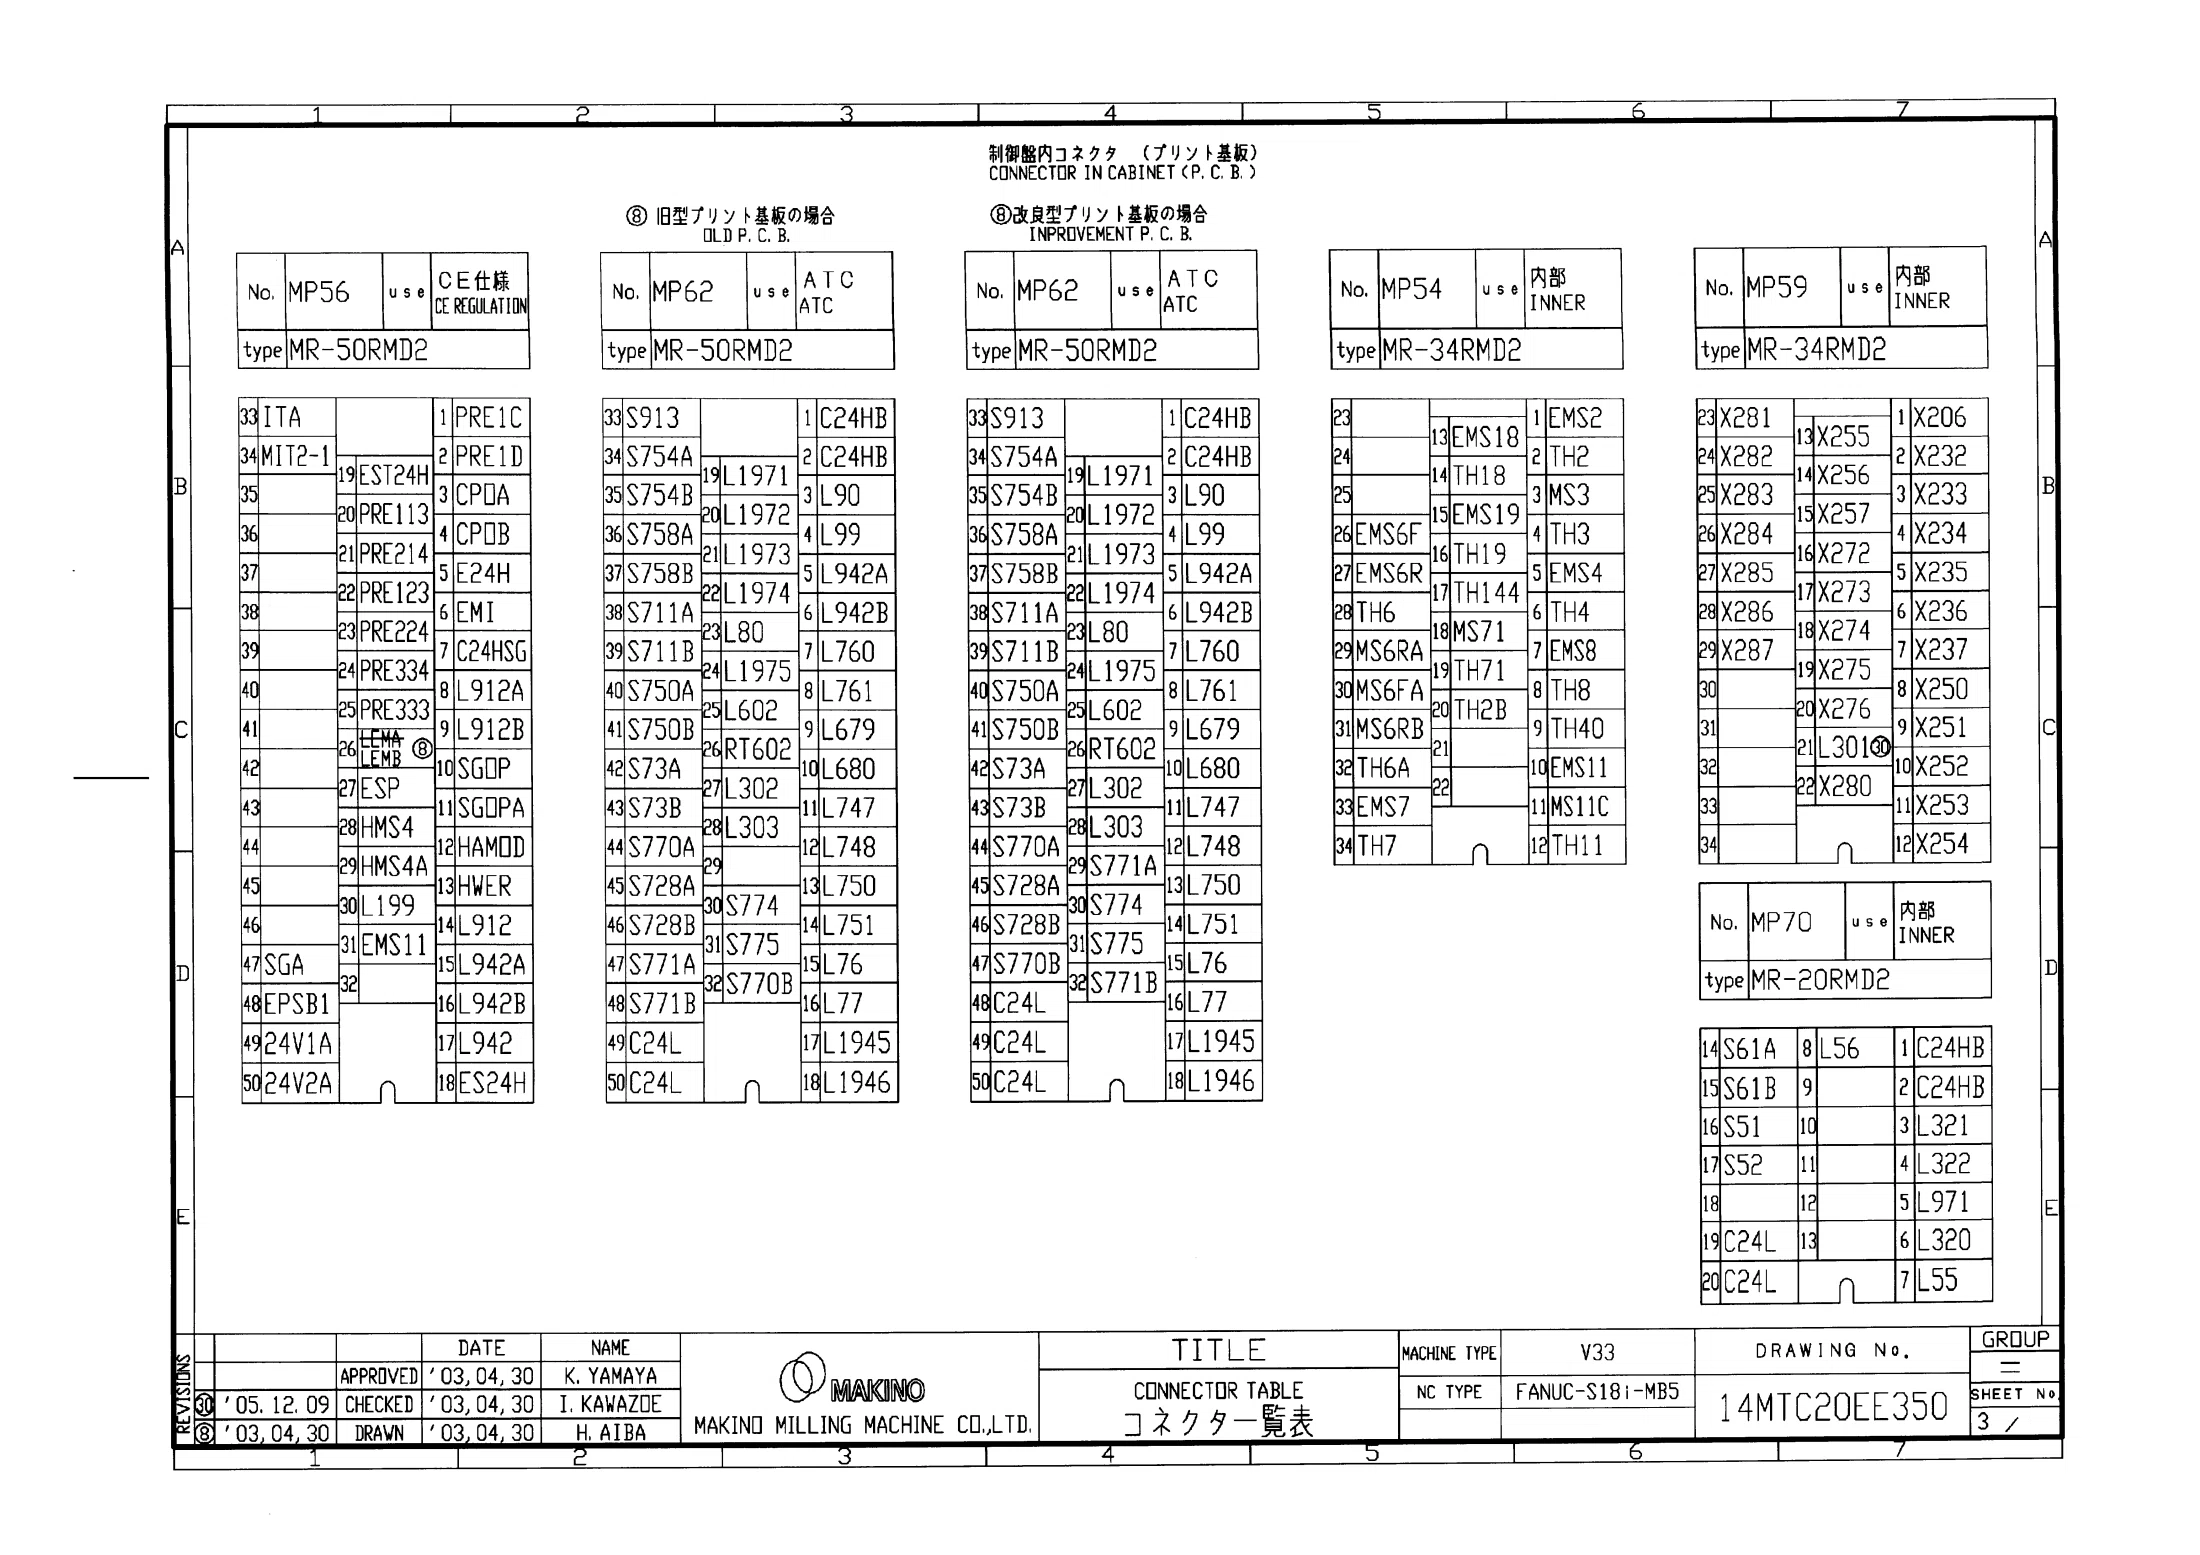 1 2 3 4 5 6 7
制御盤内コネクタ （プリント基板）
CONNECTOR IN CABINET (P. C. B. )
⑧ 旧型プリント基板の場合
OLD P. C. B.
⑧改良型プリント基板の場合
INPROVEMENT P. C. B.
A A
B B
C C
D D
E E
No. MP56 use CE仕様
CE REGULATION
type MR-50RMD2
33 ITA 1 PRE1C
34 MIT2-1 2 PRE1D
19 EST24H
35 3 CPOA
20 PRE113
36 4 CPOB
21 PRE214
37 5 E24H
22 PRE123
38 6 EMI
23 PRE224
39 7 C24HSG
24 PRE334
40 8 L912A
25 PRE333
41 9 L912B
26 LEMA
LEMB ⑧
42 10 SGOP
27 ESP
43 11 SGOPA
28 HMS4
44 12 HAMOD
29 HMS4A
45 13 HWER
30 L199
46 14 L912
31 EMS11
47 SGA 15 L942A
32
48 EPSB1 16 L942B
49 24V1A 17 L942
50 24V2A 18 ES24H
No. MP62 use ATC
ATC
type MR-50RMD2
33 S913 1 C24HB
34 S754A 2 C24HB
19 L1971
35 S754B 3 L90
20 L1972
36 S758A 4 L99
21 L1973
37 S758B 5 L942A
22 L1974
38 S711A 6 L942B
23 L80
39 S711B 7 L760
24 L1975
40 S750A 8 L761
25 L602
41 S750B 9 L679
26 RT602
42 S73A 10 L680
27 L302
43 S73B 11 L747
28 L303
44 S770A 12 L748
29
45 S728A 13 L750
30 S774
46 S728B 14 L751
31 S775
47 S771A 15 L76
32 S770B
48 S771B 16 L77
49 C24L 17 L1945
50 C24L 18 L1946
No. MP62 use ATC
ATC
type MR-50RMD2
33 S913 1 C24HB
34 S754A 2 C24HB
19 L1971
35 S754B 3 L90
20 L1972
36 S758A 4 L99
21 L1973
37 S758B 5 L942A
22 L1974
38 S711A 6 L942B
23 L80
39 S711B 7 L760
24 L1975
40 S750A 8 L761
25 L602
41 S750B 9 L679
26 RT602
42 S73A 10 L680
27 L302
43 S73B 11 L747
28 L303
44 S770A 12 L748
29 S771A
45 S728A 13 L750
30 S774
46 S728B 14 L751
31 S775
47 S770B 15 L76
32 S771B
48 C24L 16 L77
49 C24L 17 L1945
50 C24L 18 L1946
No. MP54 use 内部
INNER
type MR-34RMD2
23 1 EMS2
13 EMS18
24 2 TH2
14 TH18
25 3 MS3
15 EMS19
26 EMS6F 4 TH3
16 TH19
27 EMS6R 5 EMS4
17 TH144
28 TH6 6 TH4
18 MS71
29 MS6RA 7 EMS8
19 TH71
30 MS6FA 8 TH8
20 TH2B
31 MS6RB 9 TH40
21
32 TH6A 10 EMS11
22
33 EMS7 11 MS11C
34 TH7 12 TH11
No. MP59 use 内部
INNER
type MR-34RMD2
23 X281 1 X206
13 X255
24 X282 2 X232
14 X256
25 X283 3 X233
15 X257
26 X284 4 X234
16 X272
27 X285 5 X235
17 X273
28 X286 6 X236
18 X274
29 X287 7 X237
19 X275
30 8 X250
20 X276
31 9 X251
21 L301 ㉚
32 10 X252
22 X280
33 11 X253
34 12 X254
No. MP70 use 内部
INNER
type MR-20RMD2
14 S61A 8 L56 1 C24HB
15 S61B 9 2 C24HB
16 S51 10 3 L321
17 S52 11 4 L322
18 12 5 L971
19 C24L 13 6 L320
20 C24L 7 L55
REVISIONS
DATE NAME
APPROVED '03,04,30 K. YAMAYA
㉚ '05. 12. 09 CHECKED '03,04,30 I. KAWAZOE
⑧ '03,04,30 DRAWN '03,04,30 H. AIBA
MAKINO
MAKINO MILLING MACHINE CO.,LTD.
TITLE
CONNECTOR TABLE
コネクター覧表
MACHINE TYPE V33
NC TYPE FANUC-S18i-MB5
DRAWING No.
14MTC20EE350
GROUP
SHEET No.
3 /
1 2 3 4 5 6 7